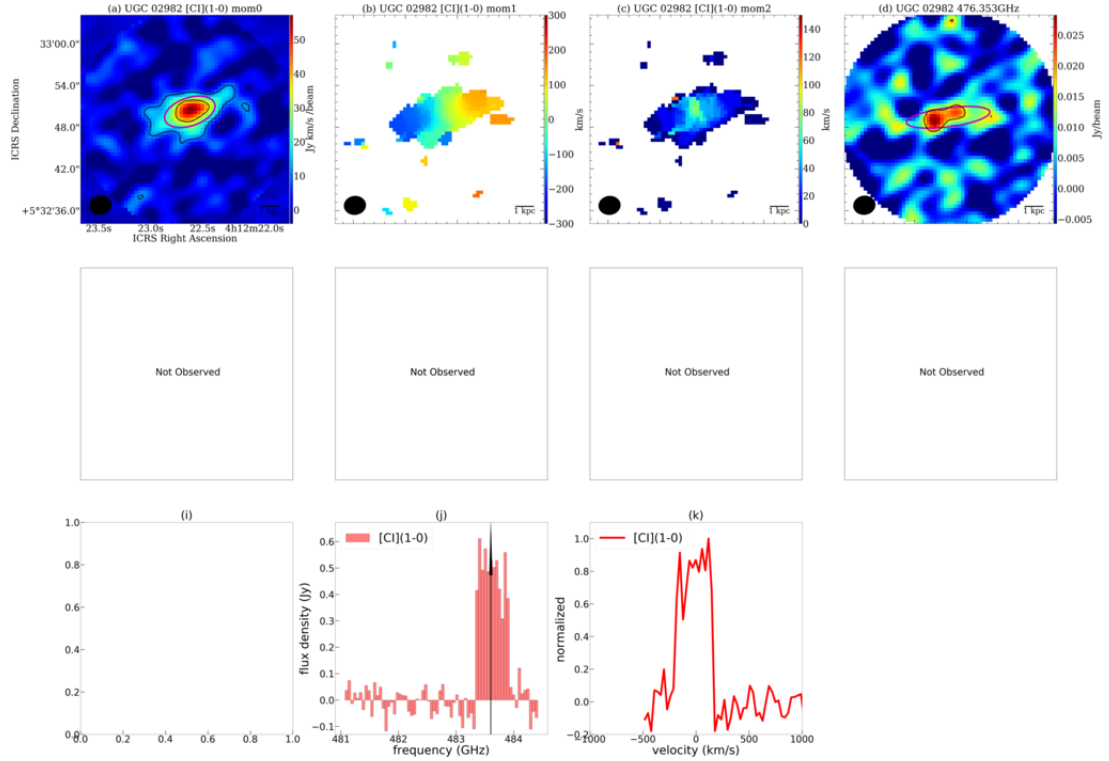 (a) UGC 02982 [CI](1-0) mom0
(b) UGC 02982 [CI](1-0) mom1
(c) UGC 02982 [CI](1-0) mom2
(d) UGC 02982 476.353GHz
ICRS Declination
33'00.0"
54.0"
48.0"
42.0"
+5°32'36.0"
23.5s 23.0s 22.5s 4h12m22.0s
ICRS Right Ascension
1 kpc
50
40
30
20
10
0
Jy km/s /beam
1 kpc
300
200
100
0
−100
−200
−300
km/s
1 kpc
140
120
100
80
60
40
20
0
km/s
1 kpc
0.025
0.020
0.015
0.010
0.005
0.000
−0.005
Jy/beam
Not Observed
Not Observed
Not Observed
Not Observed
(i)
1.0
0.8
0.6
0.4
0.2
0.0
0.0 0.2 0.4 0.6 0.8 1.0
(j)
[CI](1-0)
flux density (Jy)
0.6
0.5
0.4
0.3
0.2
0.1
0.0
−0.1
481 482 483 484
frequency (GHz)
(k)
[CI](1-0)
normalized
1.0
0.8
0.6
0.4
0.2
0.0
−0.2
−1000 −500 0 500 1000
velocity (km/s)